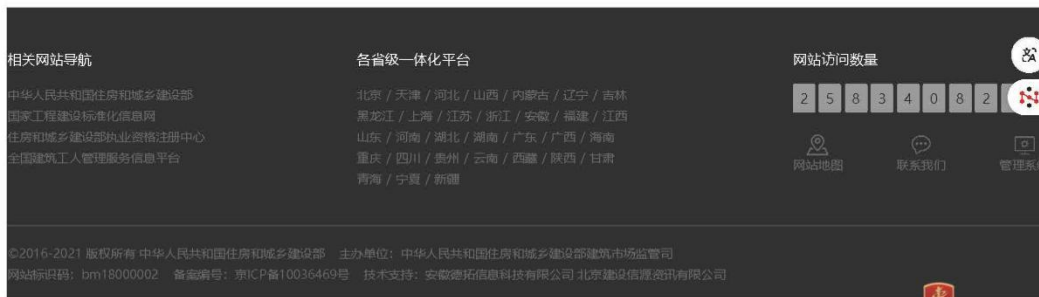 相关网站导航
中华人民共和国住房和城乡建设部
国家工程建设标准化信息网
住房和城乡建设部执业资格注册中心
全国建筑工人管理服务信息平台
各省级一体化平台
北京 / 天津 / 河北 / 山西 / 内蒙古 / 辽宁 / 吉林
黑龙江 / 上海 / 江苏 / 浙江 / 安徽 / 福建 / 江西
山东 / 河南 / 湖北 / 湖南 / 广东 / 广西 / 海南
重庆 / 四川 / 贵州 / 云南 / 西藏 / 陕西 / 甘肃
青海 / 宁夏 / 新疆
网站访问数量
2 5 8 3 4 0 8 2
网站地图
联系我们
管理系
©2016-2021 版权所有 中华人民共和国住房和城乡建设部 主办单位：中华人民共和国住房和城乡建设部建筑市场监管司
网站标识码：bm18000002 备案编号：京ICP备10036469号 技术支持：安徽德拓信息科技有限公司 北京建设信源资讯有限公司